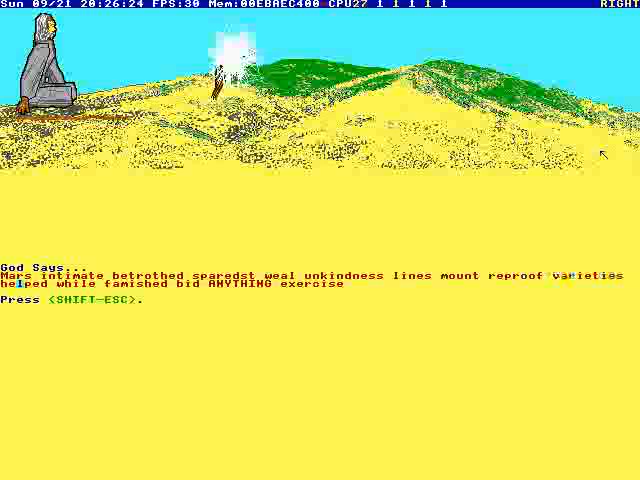 Sun 09/21 20:26:24 FPS:30 Mem:00EBAEC400 CPU27 1 1 1 1 1 RIGHT
God Says...
Mars intimate betrothed sparedst weal unkindness lines mount reproof varieties
helped while famished bid ANYTHING exercise
Press <SHIFT-ESC>.